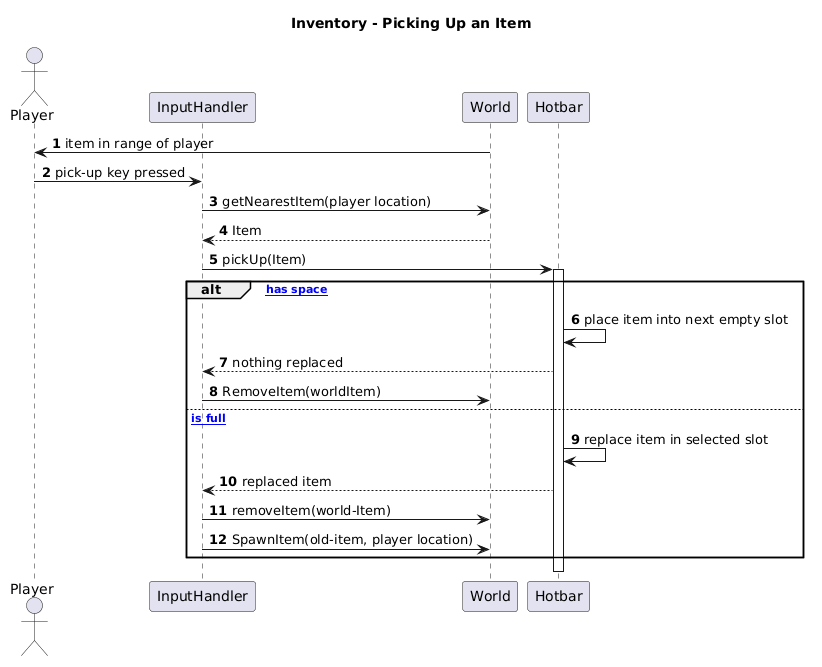 Inventory - Picking Up an Item
Player
InputHandler
World
Hotbar
1 item in range of player
2 pick-up key pressed
3 getNearestItem(player location)
4 Item
5 pickUp(Item)
alt
has space
6 place item into next empty slot
7 nothing replaced
8 RemoveItem(worldItem)
is full
9 replace item in selected slot
10 replaced item
11 removeItem(world-Item)
12 SpawnItem(old-item, player location)
Player
InputHandler
World
Hotbar